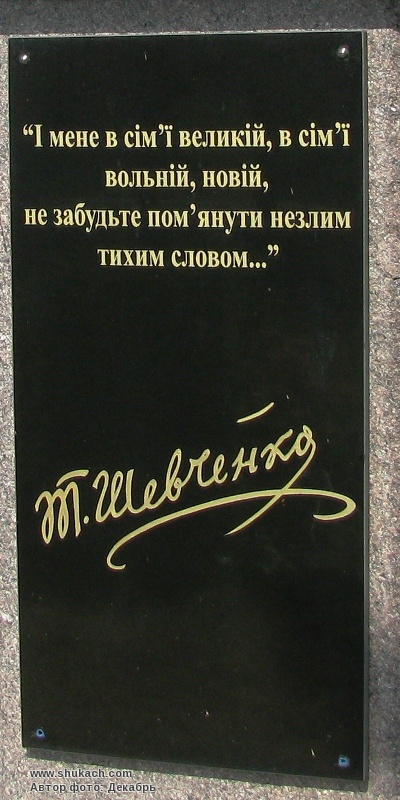 “І мене в сім’ї великій, в сім’ї
вольній, новій,
не забудьте пом’янути незлим
тихим словом...”
Т. Шевченко
www.shukach.com
Автор фото: Декабрь